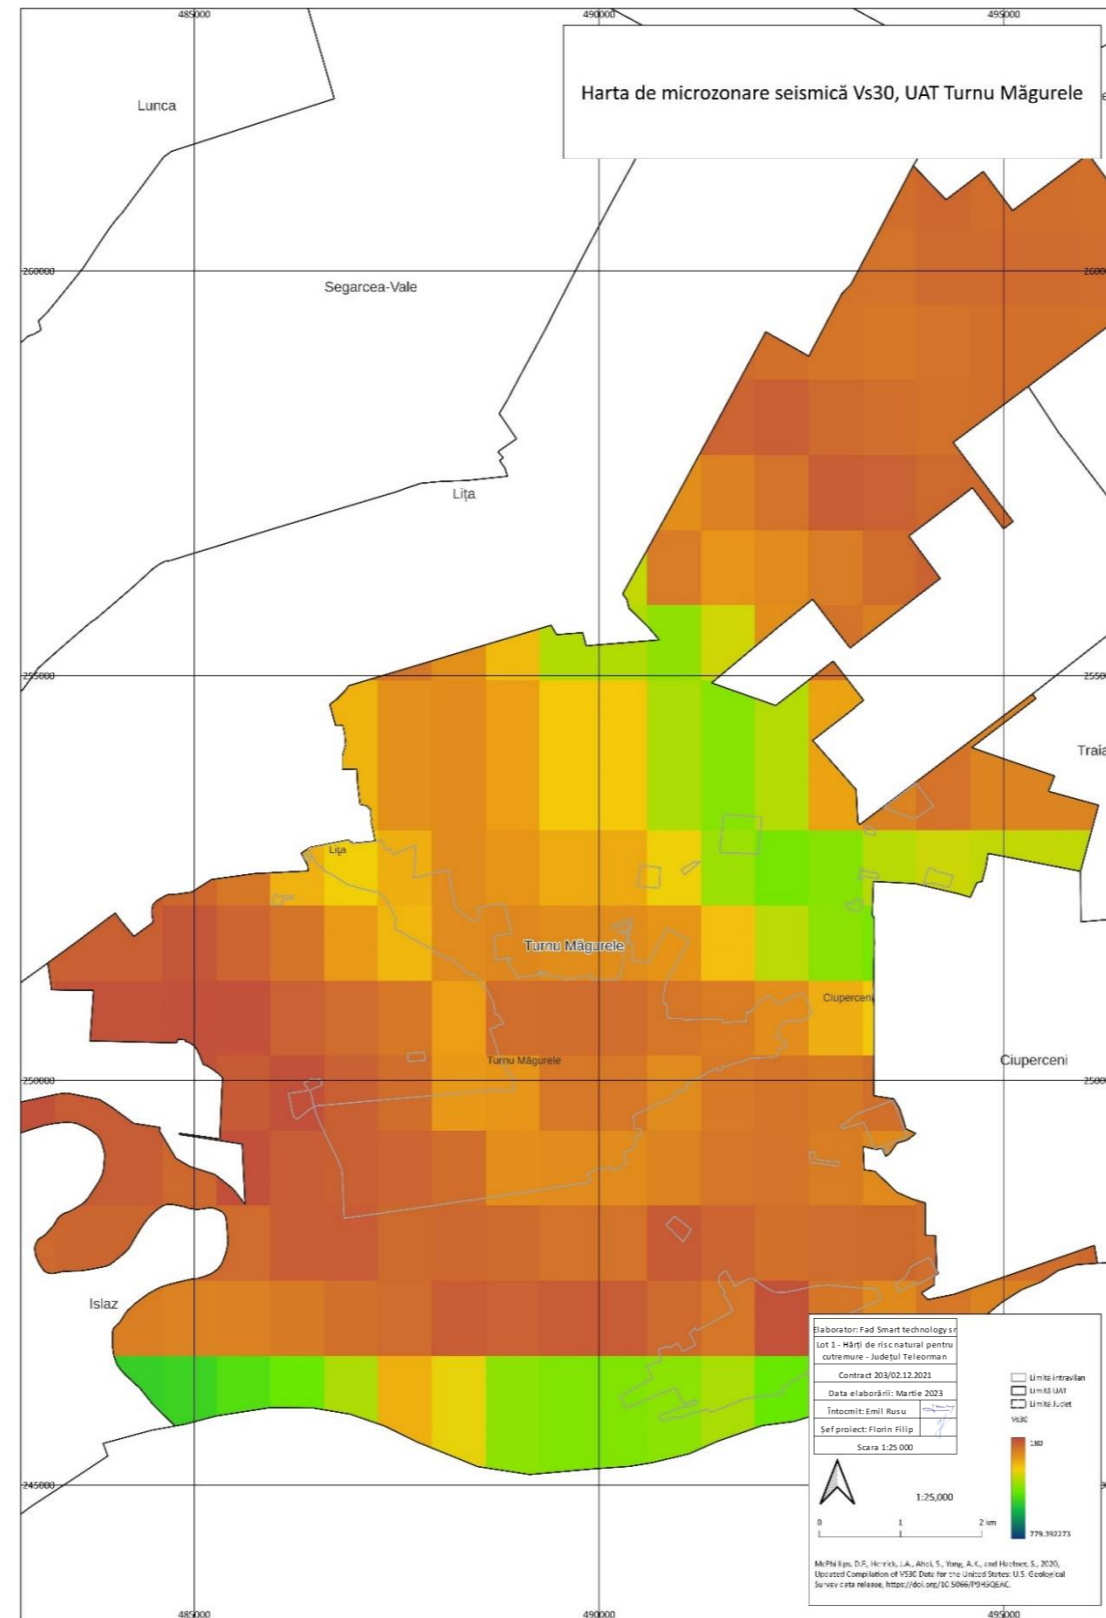 485000
490000
495000
Harta de microzonare seismică Vs30, UAT Turnu Măgurele
Lunca
260000
Segarcea-Vale
Lița
255000
Traia
Lița
Turnu Măgurele
Ciuperceni
Turnu Măgurele
Ciuperceni
250000
Islaz
Elaborator: Fad Smart technology sr
Lot 1 - Hărți de risc natural pentru
cutremure - Județul Teleorman
Contract 203/02.12.2021
Data elaborării: Martie 2023
Întocmit: Emil Rusu
Șef proiect: Florin Filip
Scara 1:25 000
Limită intravilan
Limită UAT
Limită Judet
Vs30
180
779.392273
245000
1:25,000
0 1 2 km
McPhillips, D.F., Herrick, J.A., Ahdi, S., Yong, A.K., and Haefner, S., 2020,
Updated Compilation of VS30 Data for the United States: U.S. Geological
Survey data release, https://doi.org/10.5066/P9H5QEAC.
485000
490000
495000